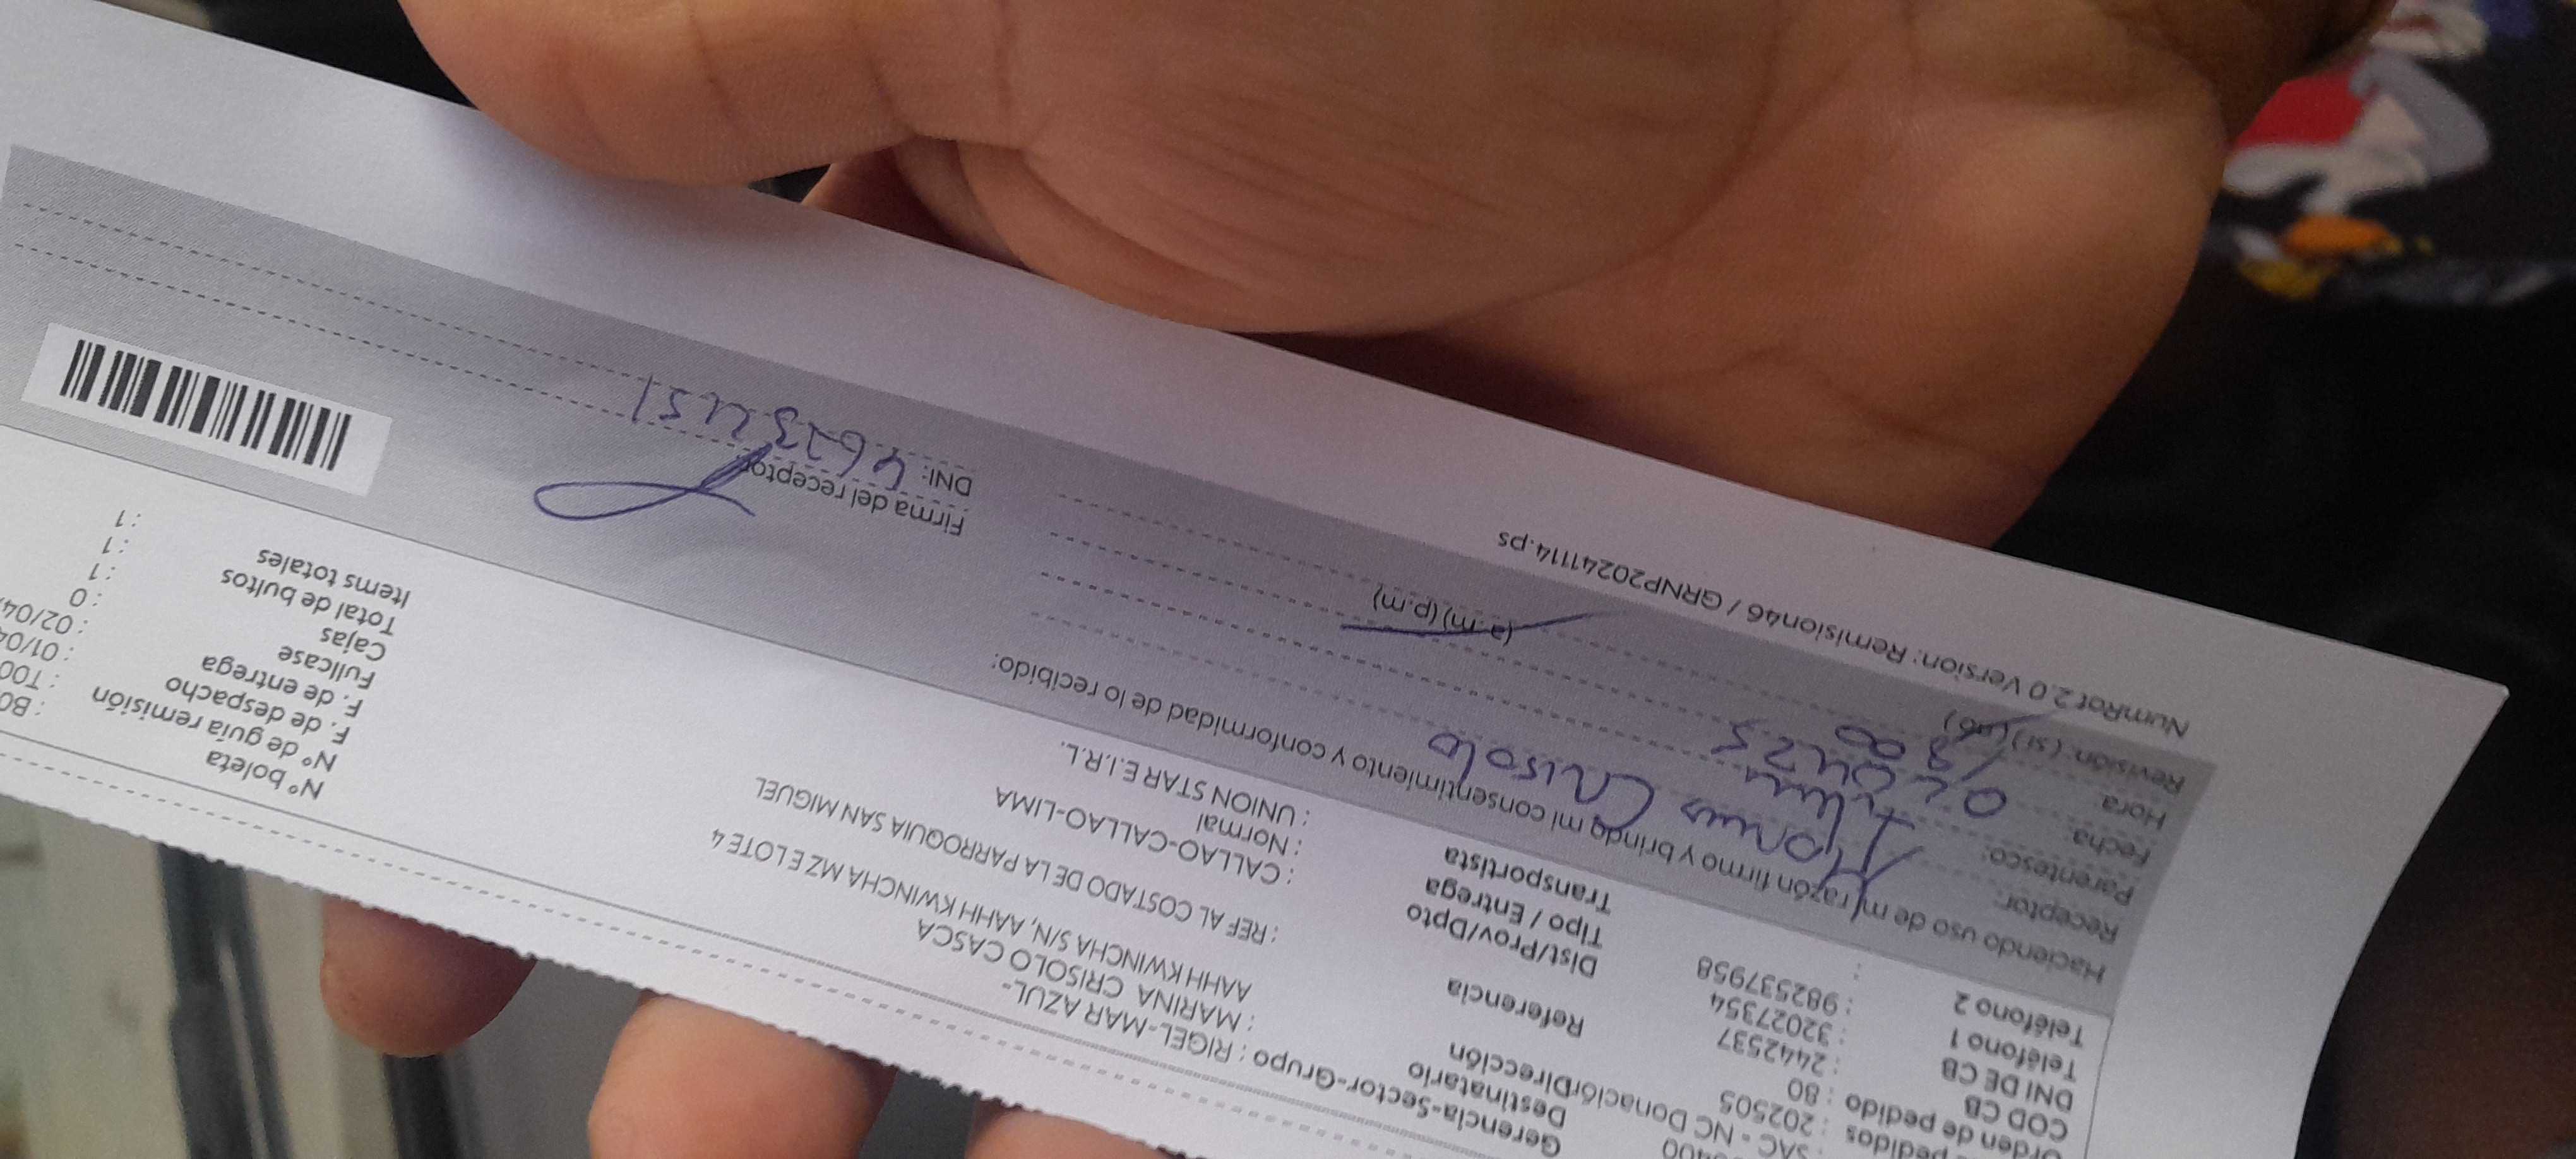 0400
SAC - NC Donación
pedidos : 202505
Orden de pedido : 80
COD CB : 2442537
DNI DE CB : 32027354
Teléfono 1 : 982537958
Teléfono 2 :
Gerencia-Sector-Grupo : RIGEL-MAR AZUL-
Destinatario : MARINA CRISOLO CASCA
Dirección AAHH KWINCHA S/N, AAHH KWINCHA MZ E LOTE 4
Referencia : REF AL COSTADO DE LA PARROQUIA SAN MIGUEL
Dist/Prov/Dpto : CALLAO-CALLAO-LIMA
Tipo / Entrega : Normal
Transportista : UNION STAR E.I.R.L.
N° boleta : B0
N° de guía remisión : T00
F. de despacho : 01/04
F. de entrega : 02/04/
Fullcase : 0
Cajas : 1
Total de bultos : 1
Items totales : 1
Haciendo uso de mi razón firmo y brindo mi consentimiento y conformidad de lo recibido:
Receptor:
Parentesco:
Fecha:
Hora: (a.m) (p.m)
Revisión: (si) (no)
Firma del receptor:
DNI:
NumRot 2.0 Version: Remision46 / GRNP20241114.ps